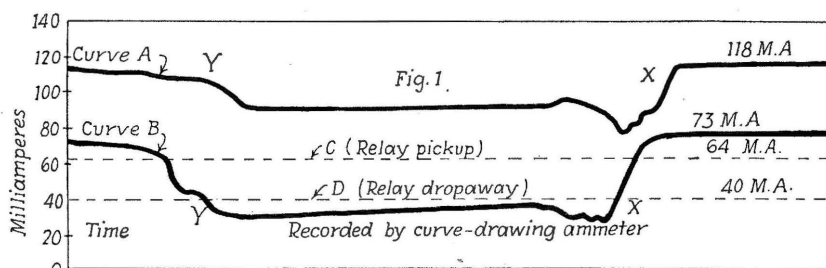 140
120
100
80
60
40
20
0
Milliamperes
Curve A
Y
Fig. 1
X
118 M.A
Curve B
73 M.A
C (Relay pickup)
64 M.A.
D (Relay dropaway)
40 M.A.
Y
X
Time
Recorded by curve-drawing ammeter